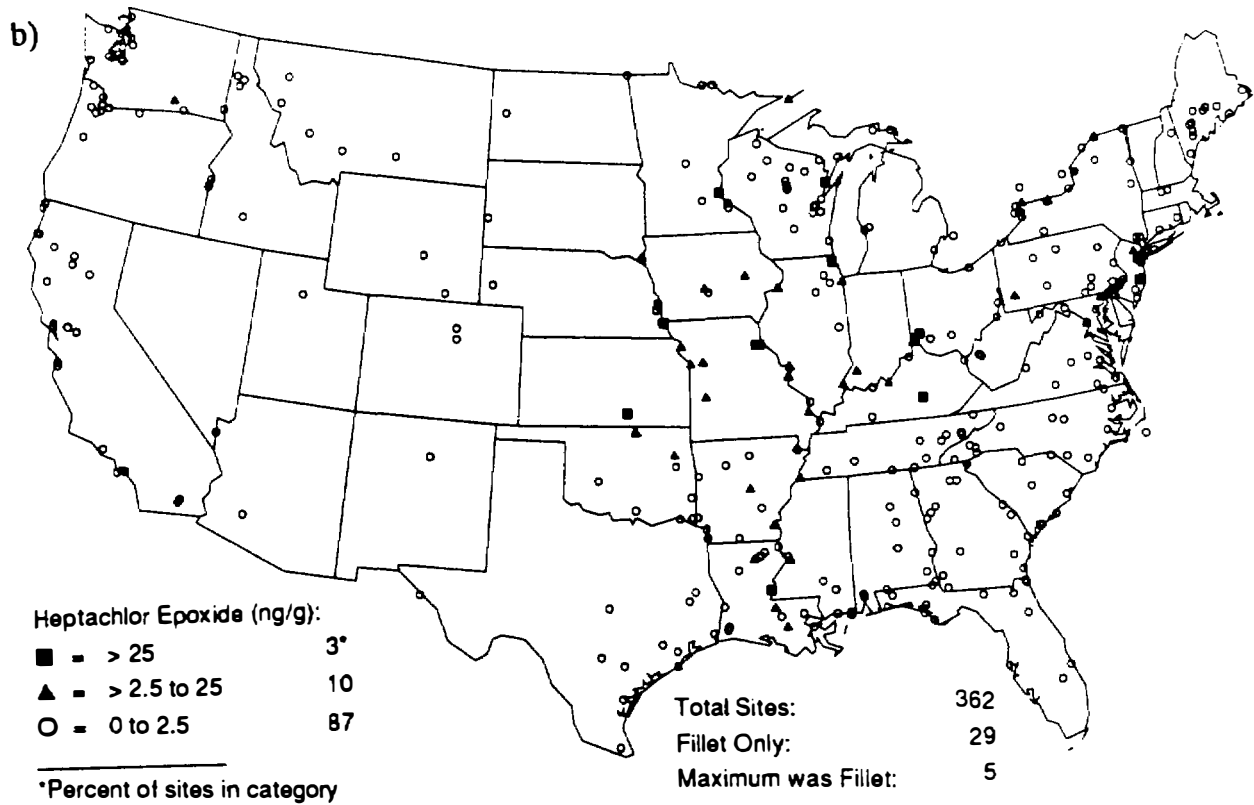 b)
Heptachlor Epoxide (ng/g):
■ = > 25 3*
▲ = > 2.5 to 25 10
O = 0 to 2.5 87
*Percent of sites in category
Total Sites: 362
Fillet Only: 29
Maximum was Fillet: 5